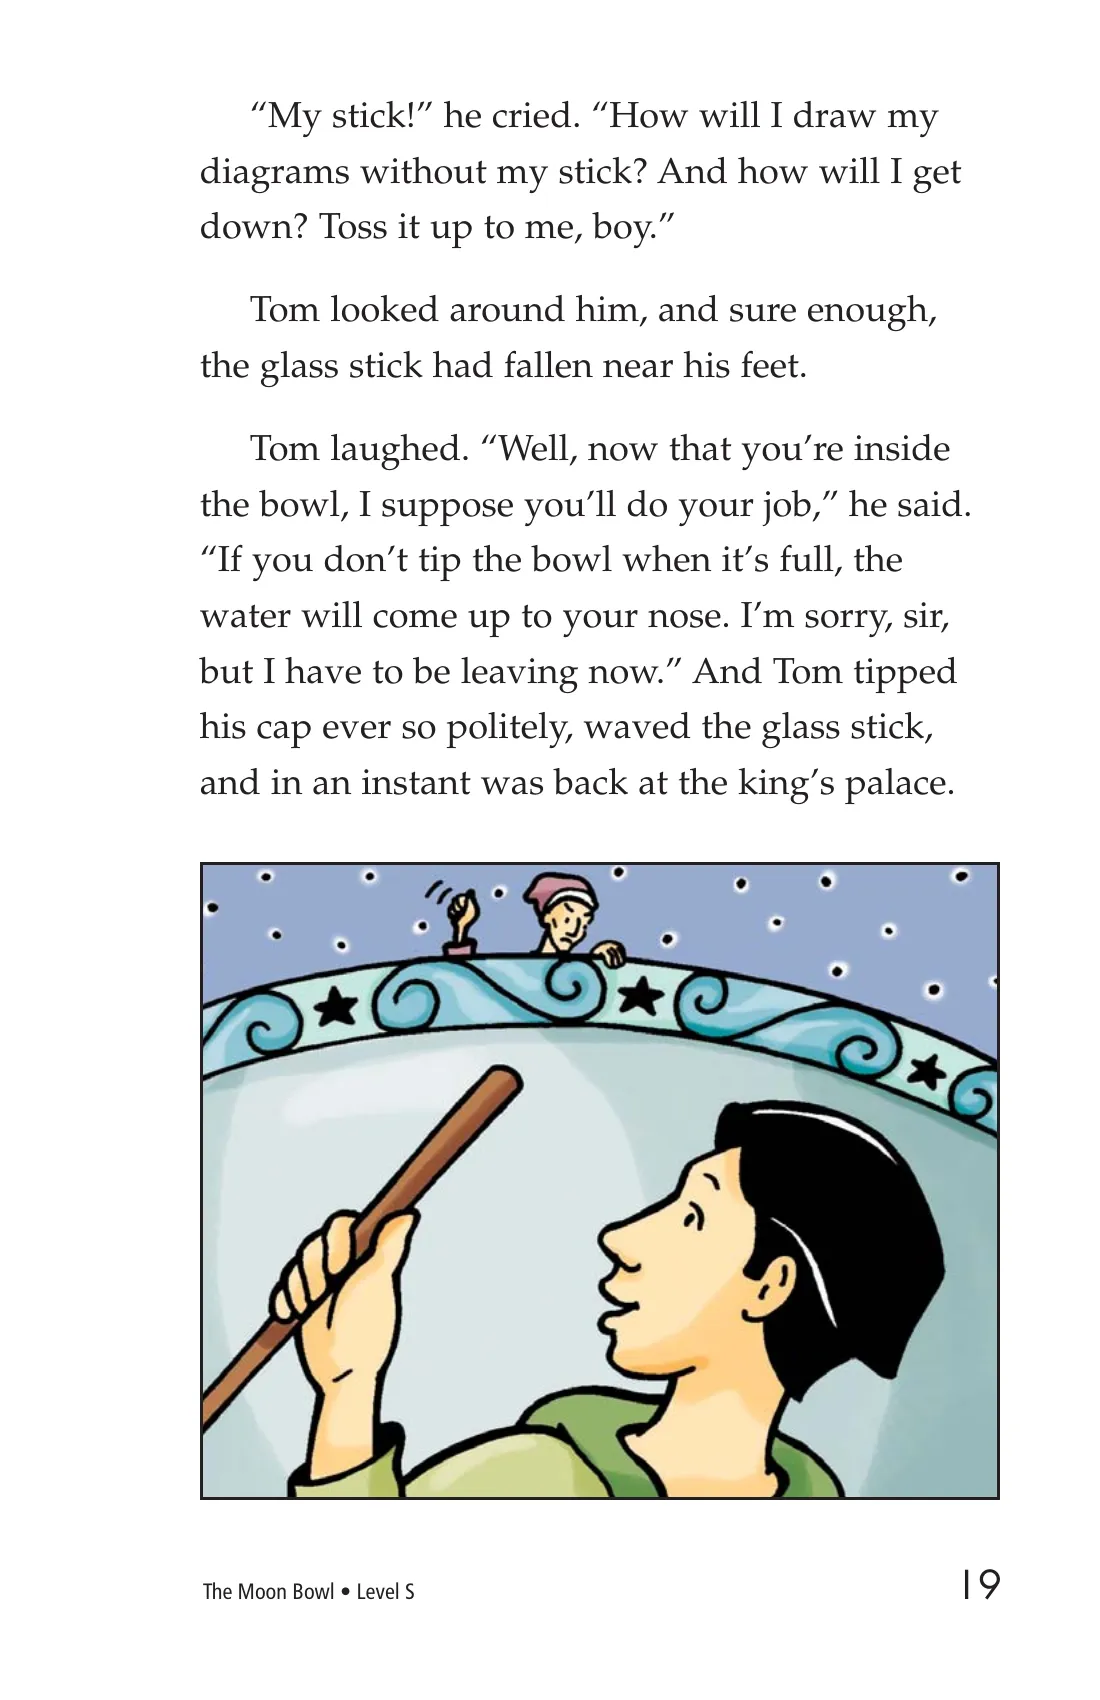 “My stick!” he cried. “How will I draw my
diagrams without my stick? And how will I get
down? Toss it up to me, boy.”
Tom looked around him, and sure enough,
the glass stick had fallen near his feet.
Tom laughed. “Well, now that you’re inside
the bowl, I suppose you’ll do your job,” he said.
“If you don’t tip the bowl when it’s full, the
water will come up to your nose. I’m sorry, sir,
but I have to be leaving now.” And Tom tipped
his cap ever so politely, waved the glass stick,
and in an instant was back at the king’s palace.
The Moon Bowl • Level S
19